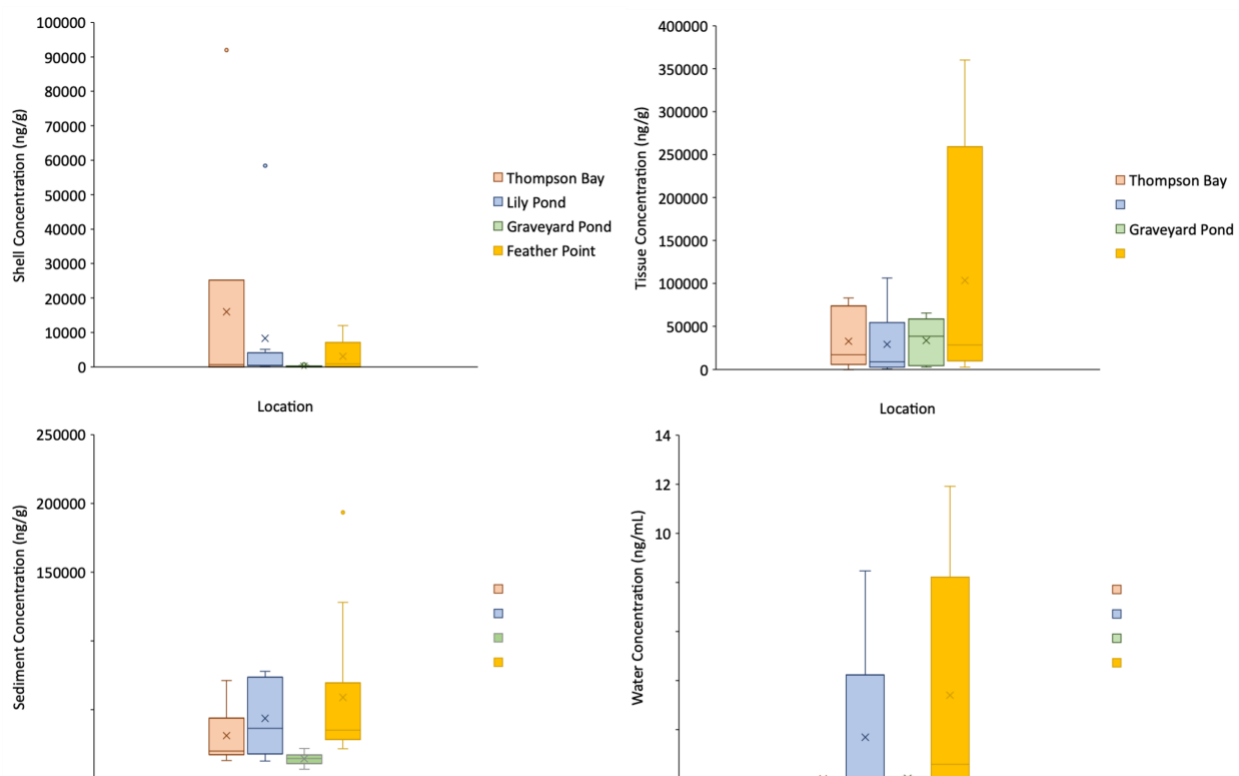 100000
90000
80000
70000
60000
50000
40000
30000
20000
10000
0
Shell Concentration (ng/g)
Location
Thompson Bay
Lily Pond
Graveyard Pond
Feather Point
400000
350000
300000
250000
200000
150000
100000
50000
0
Tissue Concentration (ng/g)
Location
Thompson Bay
Graveyard Pond
250000
200000
150000
Sediment Concentration (ng/g)
14
12
10
Water Concentration (ng/mL)